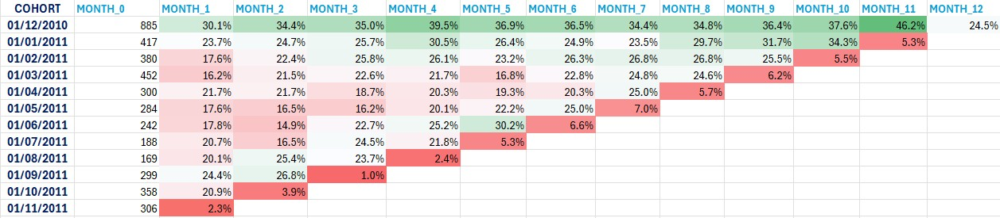 COHORT MONTH_0 MONTH_1 MONTH_2 MONTH_3 MONTH_4 MONTH_5 MONTH_6 MONTH_7 MONTH_8 MONTH_9 MONTH_10 MONTH_11 MONTH_12
01/12/2010 885 30.1% 34.4% 35.0% 39.5% 36.9% 36.5% 34.4% 34.8% 36.4% 37.6% 46.2% 24.5%
01/01/2011 417 23.7% 24.7% 25.7% 30.5% 26.4% 24.9% 23.5% 29.7% 31.7% 34.3% 5.3%
01/02/2011 380 17.6% 22.4% 25.8% 26.1% 23.2% 26.3% 26.8% 26.8% 25.5% 5.5%
01/03/2011 452 16.2% 21.5% 22.6% 21.7% 16.8% 22.8% 24.8% 24.6% 6.2%
01/04/2011 300 21.7% 21.7% 18.7% 20.3% 19.3% 20.3% 25.0% 5.7%
01/05/2011 284 17.6% 16.5% 16.2% 20.1% 22.2% 25.0% 7.0%
01/06/2011 242 17.8% 14.9% 22.7% 25.2% 30.2% 6.6%
01/07/2011 188 20.7% 16.5% 24.5% 21.8% 5.3%
01/08/2011 169 20.1% 25.4% 23.7% 2.4%
01/09/2011 299 24.4% 26.8% 1.0%
01/10/2011 358 20.9% 3.9%
01/11/2011 306 2.3%